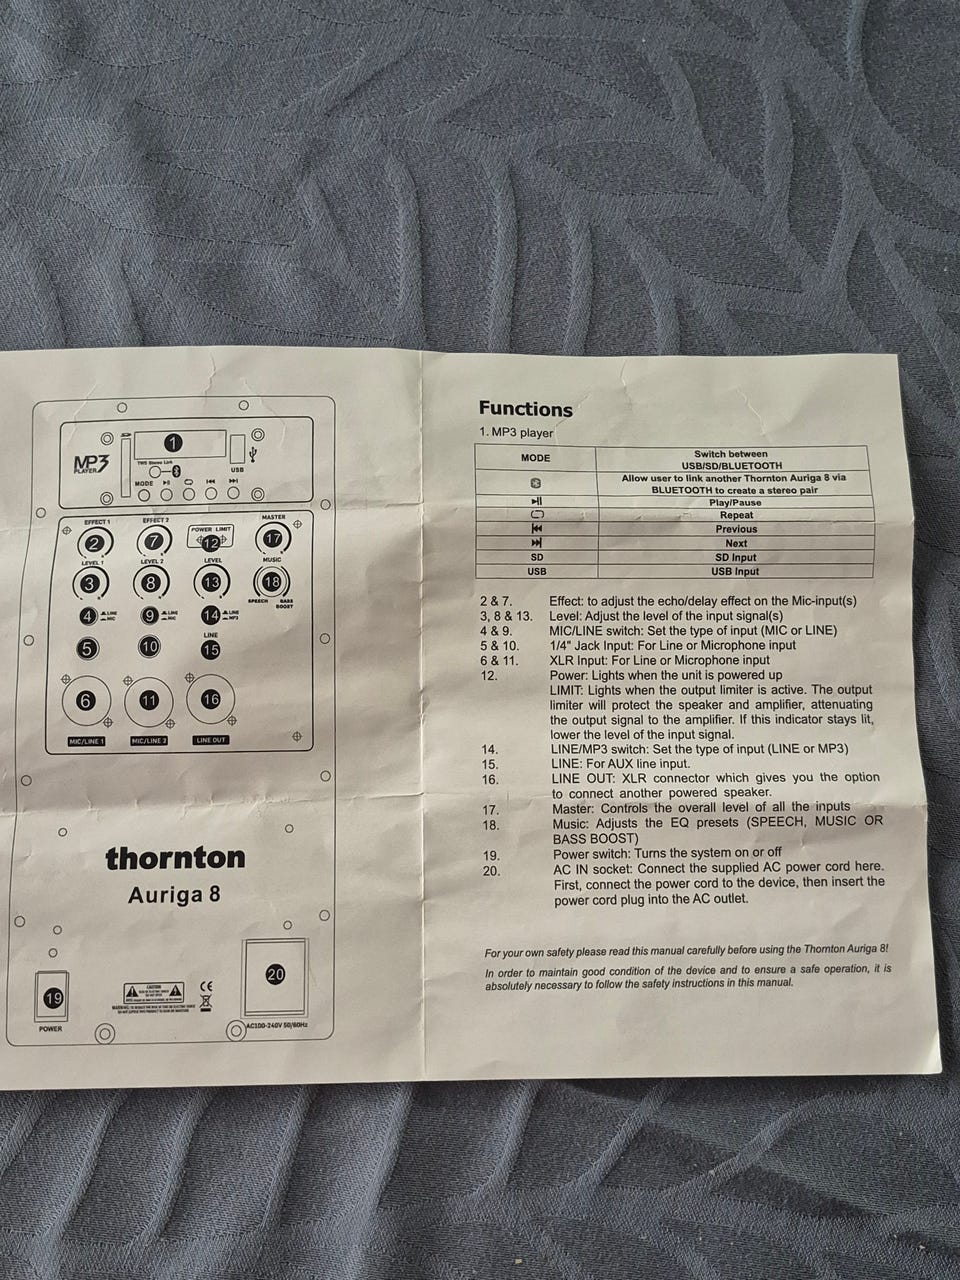 MP3
PLAYER
1
TWS Stereo Link
USB
MODE
EFFECT 1
EFFECT 2
POWER LIMIT
MASTER
2
7
12
17
LEVEL 1
LEVEL 2
LEVEL
MUSIC
3
8
13
18
SPEECH
BASS
BOOST
4
LINE
MIC
9
LINE
MIC
14
LINE
MP3
LINE
5
10
15
6
11
16
MIC/LINE 1
MIC/LINE 2
LINE OUT
thornton
Auriga 8
19
POWER
CAUTION
CE
20
AC100-240V 50/60Hz
Functions
1. MP3 player
MODE
Switch between
USB/SD/BLUETOOTH
Allow user to link another Thornton Auriga 8 via
BLUETOOTH to create a stereo pair
Play/Pause
Repeat
Previous
Next
SD SD Input
USB USB Input
2 & 7. Effect: to adjust the echo/delay effect on the Mic-input(s)
3, 8 & 13. Level: Adjust the level of the input signal(s)
4 & 9. MIC/LINE switch: Set the type of input (MIC or LINE)
5 & 10. 1/4" Jack Input: For Line or Microphone input
6 & 11. XLR Input: For Line or Microphone input
12. Power: Lights when the unit is powered up
LIMIT: Lights when the output limiter is active. The output
limiter will protect the speaker and amplifier, attenuating
the output signal to the amplifier. If this indicator stays lit,
lower the level of the input signal.
14. LINE/MP3 switch: Set the type of input (LINE or MP3)
15. LINE: For AUX line input.
16. LINE OUT: XLR connector which gives you the option
to connect another powered speaker.
17. Master: Controls the overall level of all the inputs
18. Music: Adjusts the EQ presets (SPEECH, MUSIC OR
BASS BOOST)
19. Power switch: Turns the system on or off
20. AC IN socket: Connect the supplied AC power cord here.
First, connect the power cord to the device, then insert the
power cord plug into the AC outlet.
For your own safety please read this manual carefully before using the Thornton Auriga 8!
In order to maintain good condition of the device and to ensure a safe operation, it is
absolutely necessary to follow the safety instructions in this manual.